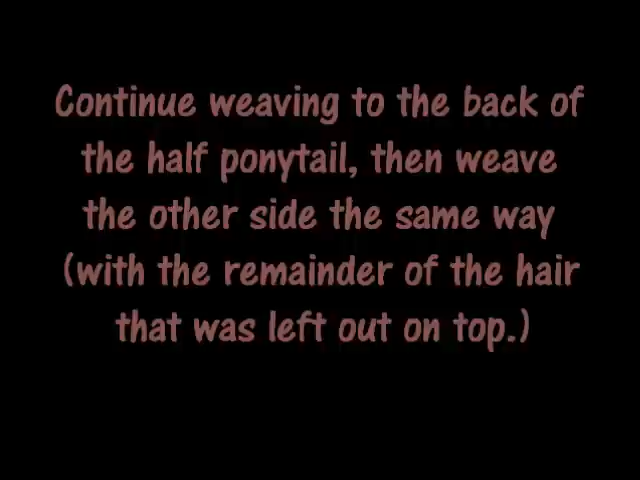 Continue weaving to the back of
the half ponytail, then weave
the other side the same way
(with the remainder of the hair
that was left out on top.)